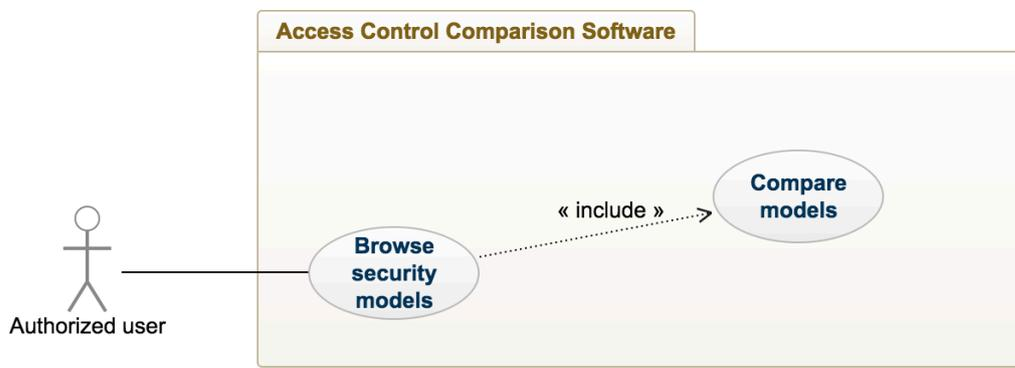 Access Control Comparison Software
Compare
models
« include »
Browse
security
models
Authorized user